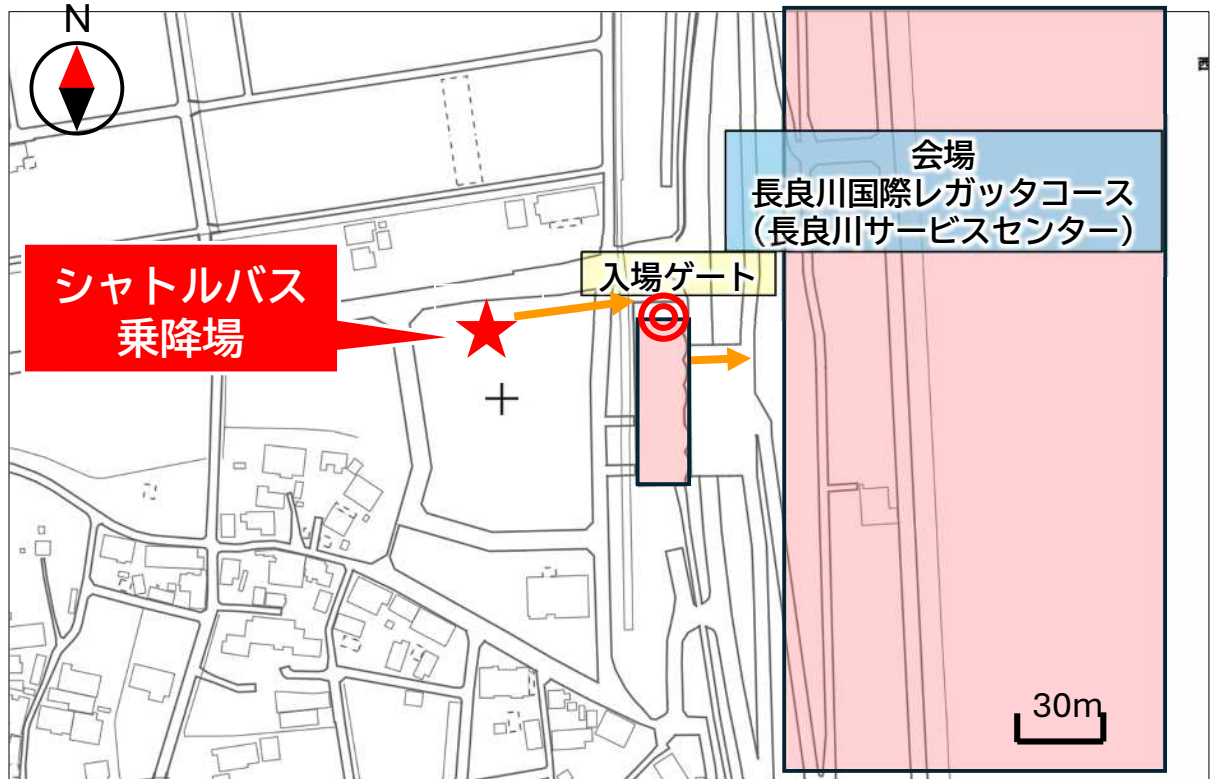 N
会場
長良川国際レガッタコース
（長良川サービスセンター）
入場ゲート
シャトルバス
乗降場
30m